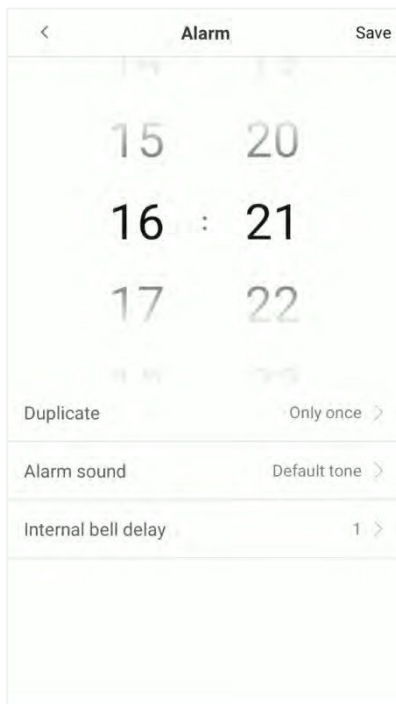 Alarm Save
15 20
16 : 21
17 22
Duplicate Only once
Alarm sound Default tone
Internal bell delay 1